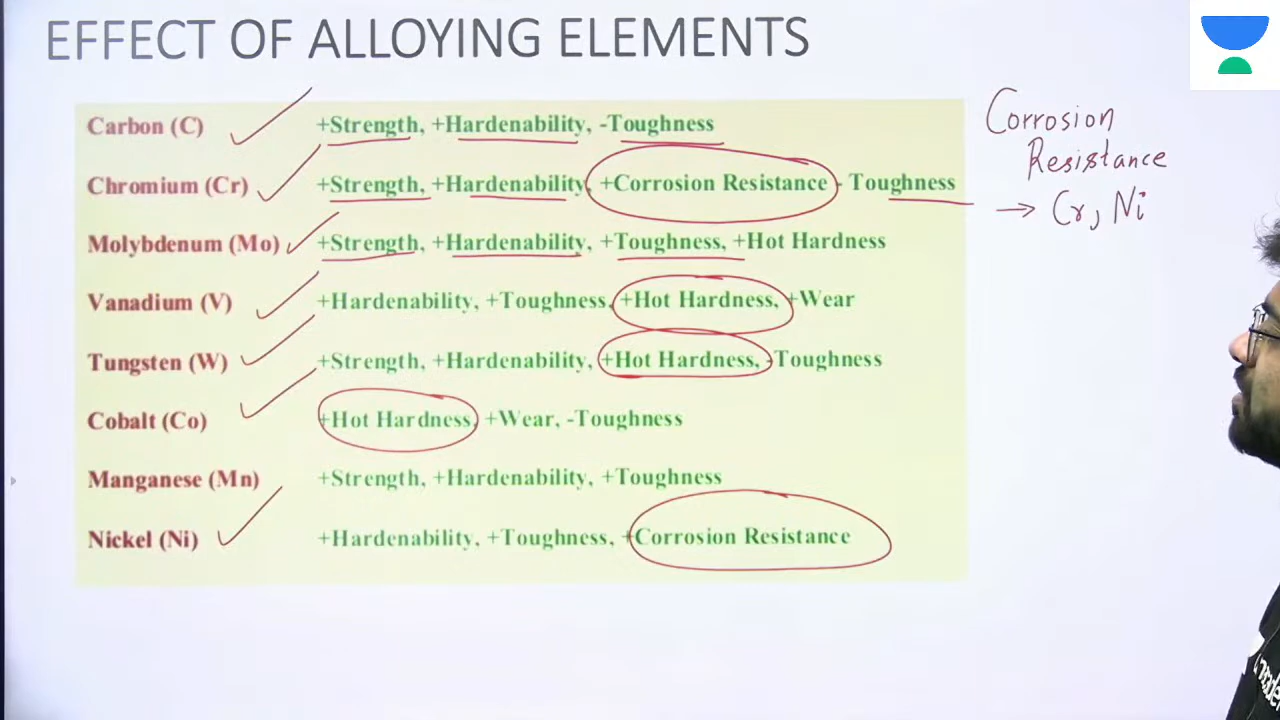 EFFECT OF ALLOYING ELEMENTS
Carbon (C) +Strength, +Hardenability, -Toughness
Chromium (Cr) +Strength, +Hardenability, +Corrosion Resistance - Toughness
Molybdenum (Mo) +Strength, +Hardenability, +Toughness, +Hot Hardness
Vanadium (V) +Hardenability, +Toughness, +Hot Hardness, +Wear
Tungsten (W) +Strength, +Hardenability, +Hot Hardness, -Toughness
Cobalt (Co) +Hot Hardness, +Wear, -Toughness
Manganese (Mn) +Strength, +Hardenability, +Toughness
Nickel (Ni) +Hardenability, +Toughness, +Corrosion Resistance
Corrosion
Resistance
→ Cr, Ni